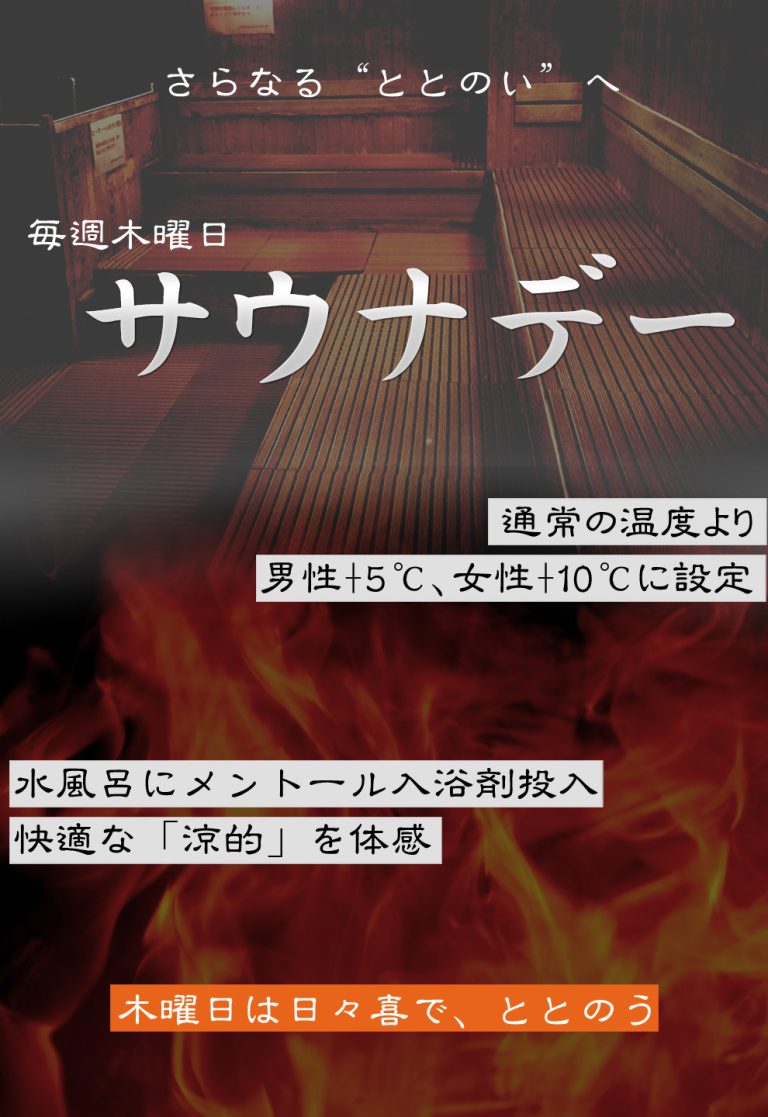 さらなる“ととのい”へ
毎週木曜日
サウナデー
通常の温度より
男性+5℃、女性+10℃に設定
水風呂にメントール入浴剤投入
快適な「涼的」を体感
木曜日は日々喜で、ととのう